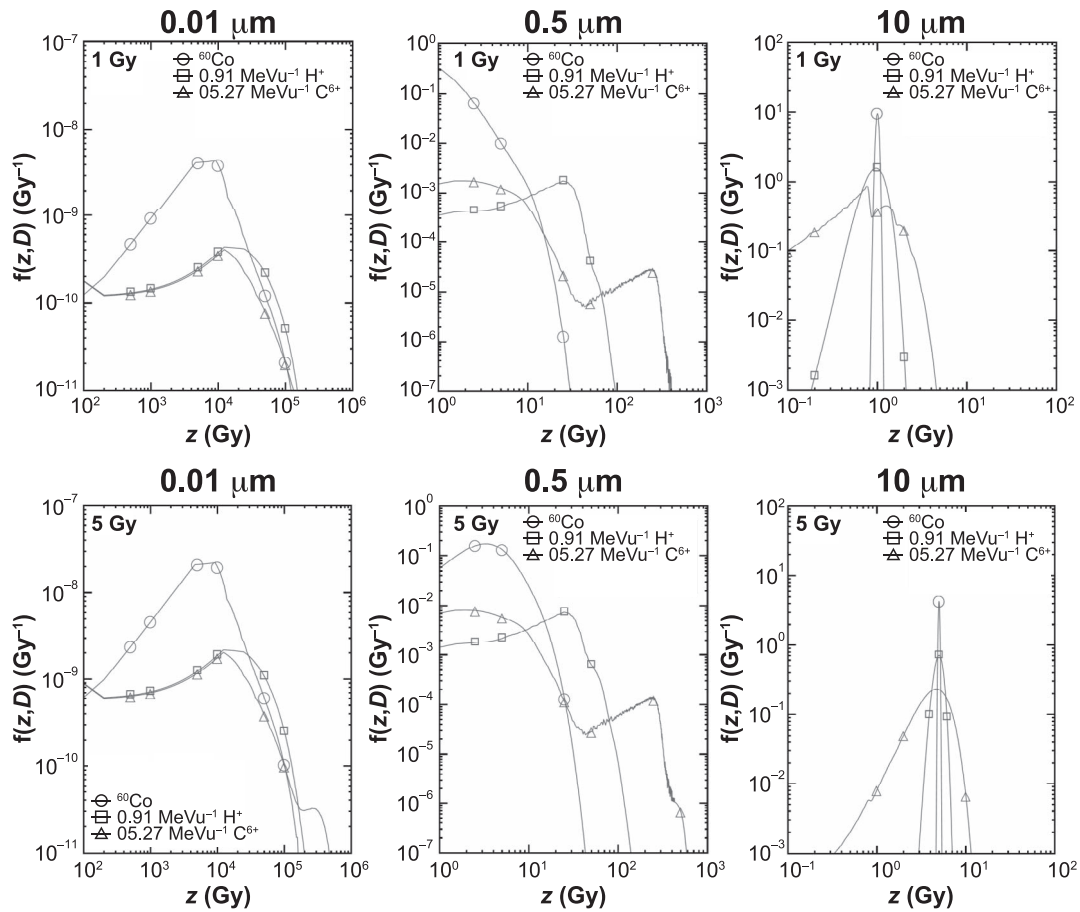 0.01 μm
1 Gy
⁶⁰Co
0.91 MeVu⁻¹ H⁺
05.27 MeVu⁻¹ C⁶⁺
f(z,D) (Gy⁻¹)
10⁻⁷
10⁻⁸
10⁻⁹
10⁻¹⁰
10⁻¹¹
10² 10³ 10⁴ 10⁵ 10⁶
z (Gy)
0.5 μm
1 Gy
⁶⁰Co
0.91 MeVu⁻¹ H⁺
05.27 MeVu⁻¹ C⁶⁺
f(z,D) (Gy⁻¹)
10⁰
10⁻¹
10⁻²
10⁻³
10⁻⁴
10⁻⁵
10⁻⁶
10⁻⁷
10⁰ 10¹ 10² 10³
z (Gy)
10 μm
1 Gy
⁶⁰Co
0.91 MeVu⁻¹ H⁺
05.27 MeVu⁻¹ C⁶⁺
f(z,D) (Gy⁻¹)
10²
10¹
10⁰
10⁻¹
10⁻²
10⁻³
10⁻¹ 10⁰ 10¹ 10²
z (Gy)
0.01 μm
5 Gy
f(z,D) (Gy⁻¹)
10⁻⁷
10⁻⁸
10⁻⁹
10⁻¹⁰
10⁻¹¹
⁶⁰Co
0.91 MeVu⁻¹ H⁺
05.27 MeVu⁻¹ C⁶⁺
10² 10³ 10⁴ 10⁵ 10⁶
z (Gy)
0.5 μm
5 Gy
⁶⁰Co
0.91 MeVu⁻¹ H⁺
05.27 MeVu⁻¹ C⁶⁺
f(z,D) (Gy⁻¹)
10⁰
10⁻¹
10⁻²
10⁻³
10⁻⁴
10⁻⁵
10⁻⁶
10⁻⁷
10⁰ 10¹ 10² 10³
z (Gy)
10 μm
5 Gy
⁶⁰Co
0.91 MeVu⁻¹ H⁺
05.27 MeVu⁻¹ C⁶⁺
f(z,D) (Gy⁻¹)
10²
10¹
10⁰
10⁻¹
10⁻²
10⁻³
10⁻¹ 10⁰ 10¹ 10²
z (Gy)